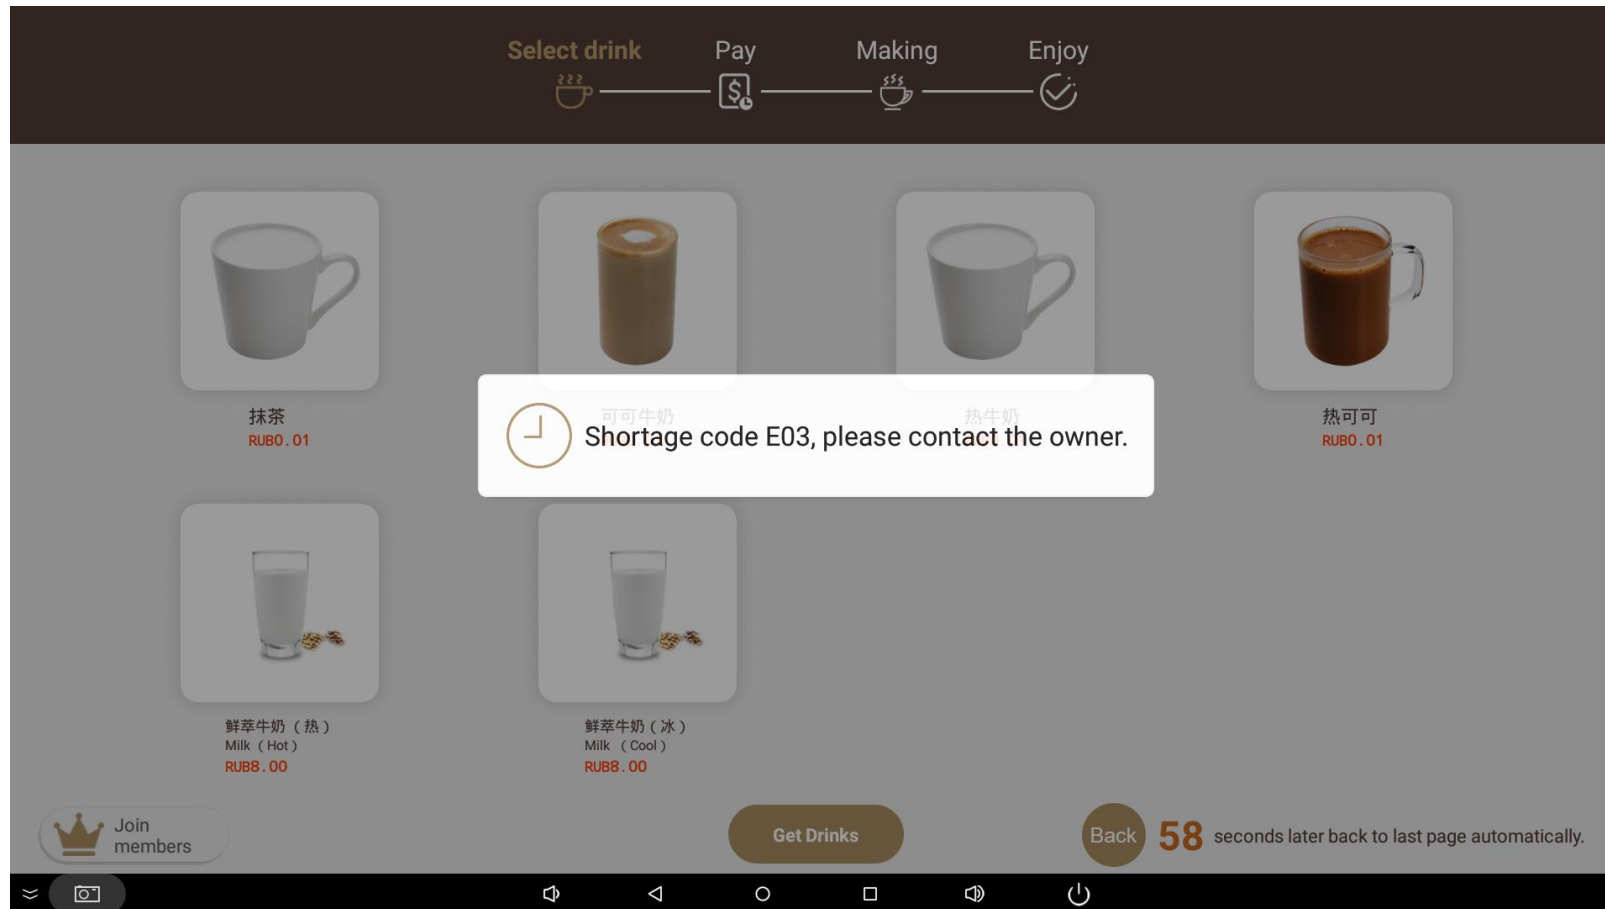 Select drink
Pay
Making
Enjoy
抹茶
RUB0.01
可可牛奶
热牛奶
热可可
RUB0.01
Shortage code E03, please contact the owner.
鲜萃牛奶（热）
Milk （Hot）
RUB8.00
鲜萃牛奶（冰）
Milk （Cool）
RUB8.00
Join
members
Get Drinks
Back
58 seconds later back to last page automatically.